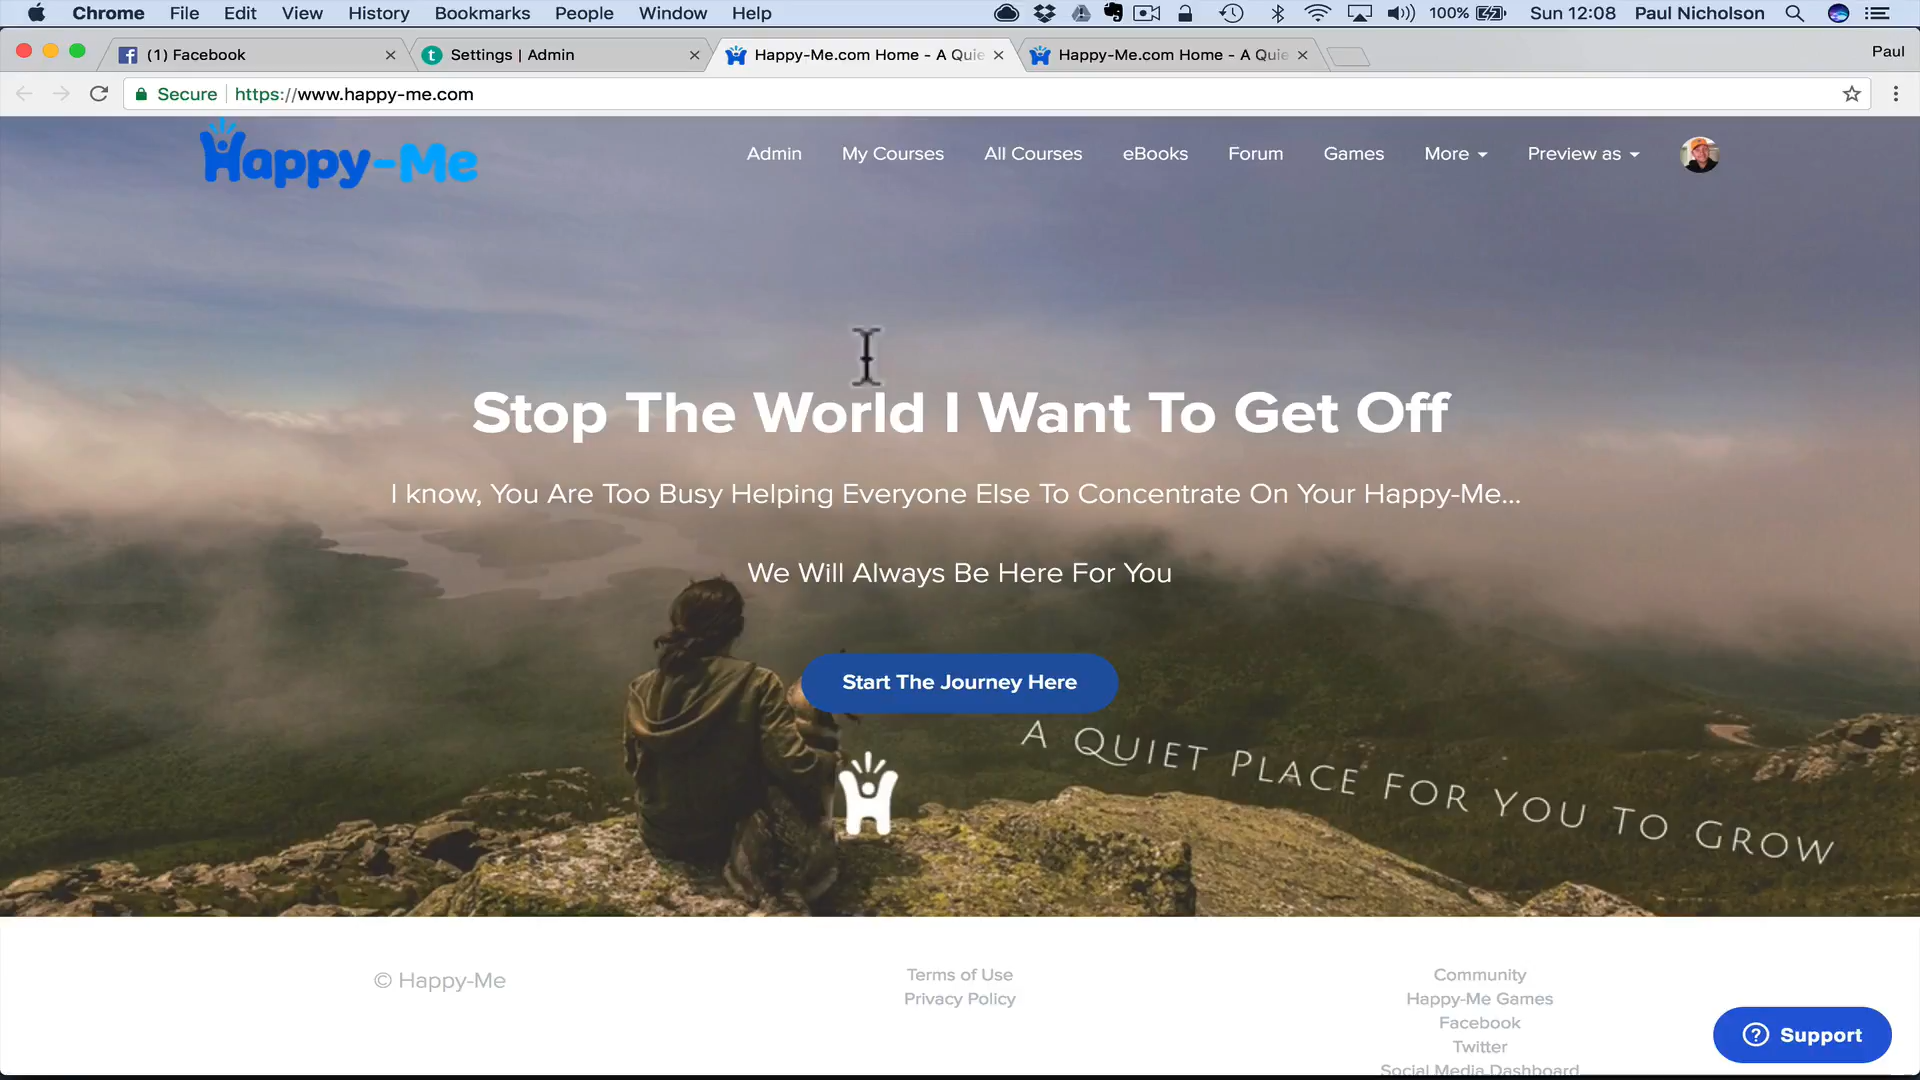 Chrome File Edit View History Bookmarks People Window Help 100% Sun 12:08 Paul Nicholson
(1) Facebook Settings | Admin Happy-Me.com Home - A Quie Happy-Me.com Home - A Quie Paul
Secure https://www.happy-me.com
Happy-Me Admin My Courses All Courses eBooks Forum Games More Preview as
Stop The World I Want To Get Off
I know, You Are Too Busy Helping Everyone Else To Concentrate On Your Happy-Me...
We Will Always Be Here For You
Start The Journey Here
A QUIET PLACE FOR YOU TO GROW
© Happy-Me
Terms of Use
Privacy Policy
Community
Happy-Me Games
Facebook
Twitter
Social Media Dashboard
Support